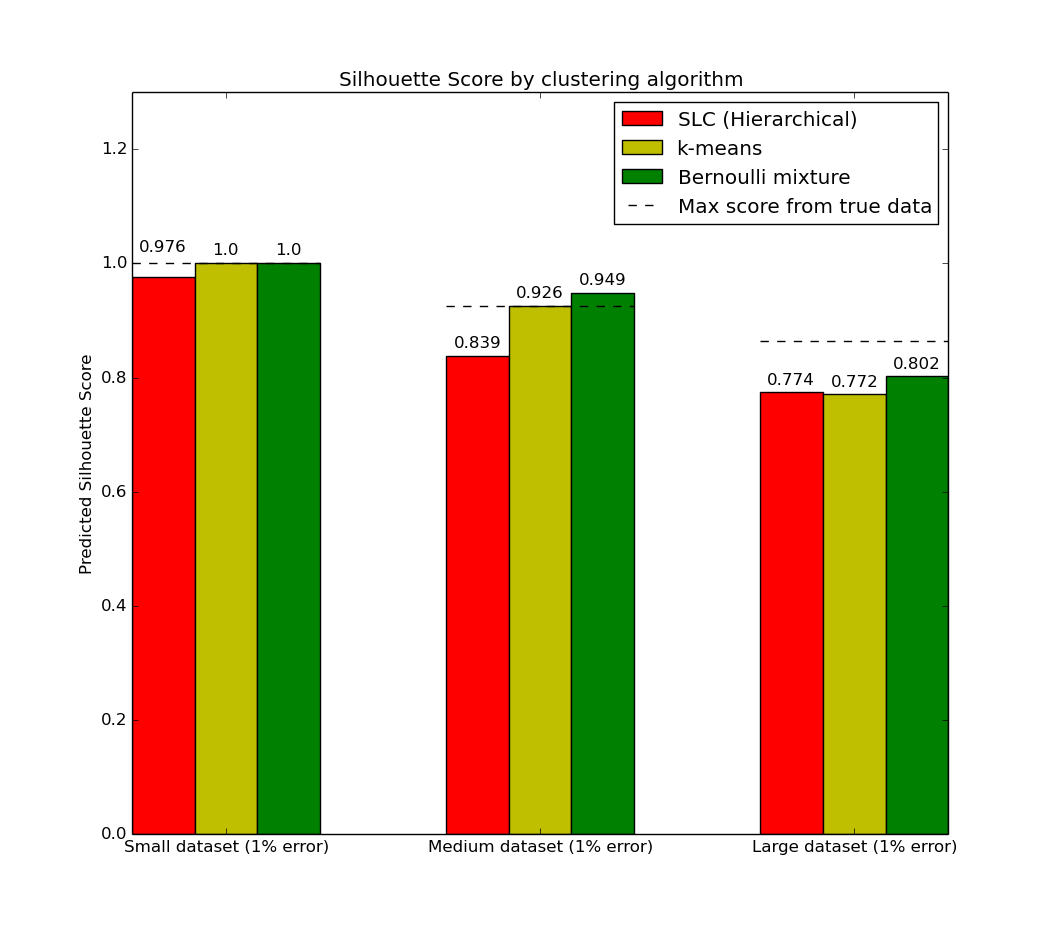 Silhouette Score by clustering algorithm
SLC (Hierarchical)
k-means
Bernoulli mixture
Max score from true data
Predicted Silhouette Score
1.2
1.0
0.8
0.6
0.4
0.2
0.0
0.976
1.0
1.0
0.839
0.926
0.949
0.774
0.772
0.802
Small dataset (1% error)
Medium dataset (1% error)
Large dataset (1% error)